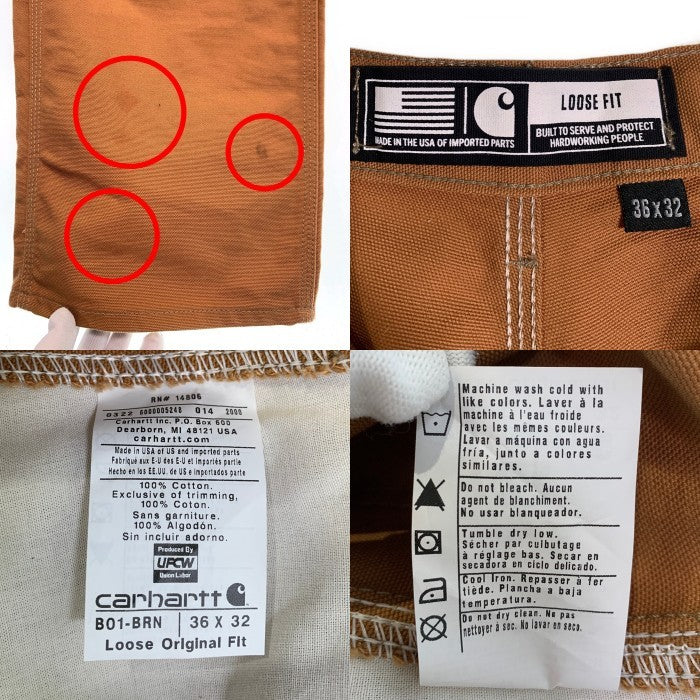 LOOSE FIT
MADE IN THE USA OF IMPORTED PARTS
BUILT TO SERVE AND PROTECT
HARDWORKING PEOPLE
36 X 32
RN# 14806
0322 6000005248 014 2000
Carhartt Inc. P.O. Box 600
Dearborn, MI 48121 USA
carhartt.com
Made in USA of US and imported parts
Fabriqué aux E-U des E-U et importés partie
Hecho en los EE.UU. de US e importados parte
100% Cotton.
Exclusive of trimming,
100% Coton.
Sans garniture.
100% Algodón.
Sin incluir adorno.
Produced By
UFCW
Union Labor
carhartt
B01-BRN 36 X 32
Loose Original Fit
Machine wash cold with
like colors. Laver à la
machine à l'eau froide
avec les mêmes couleurs.
Lavar a máquina con agua
fría, junto a colores
similares.
Do not bleach. Aucun
agent de blanchiment.
No usar blanqueador.
Tumble dry low.
Sécher par culbutage
à réglage bas. Secar en
secadora en ciclo delicado.
Cool Iron. Repasser à fer
tiède. Plancha a baja
temperatura.
Do not dry clean. Ne pas
nettoyer à sec. No lavar en seco.